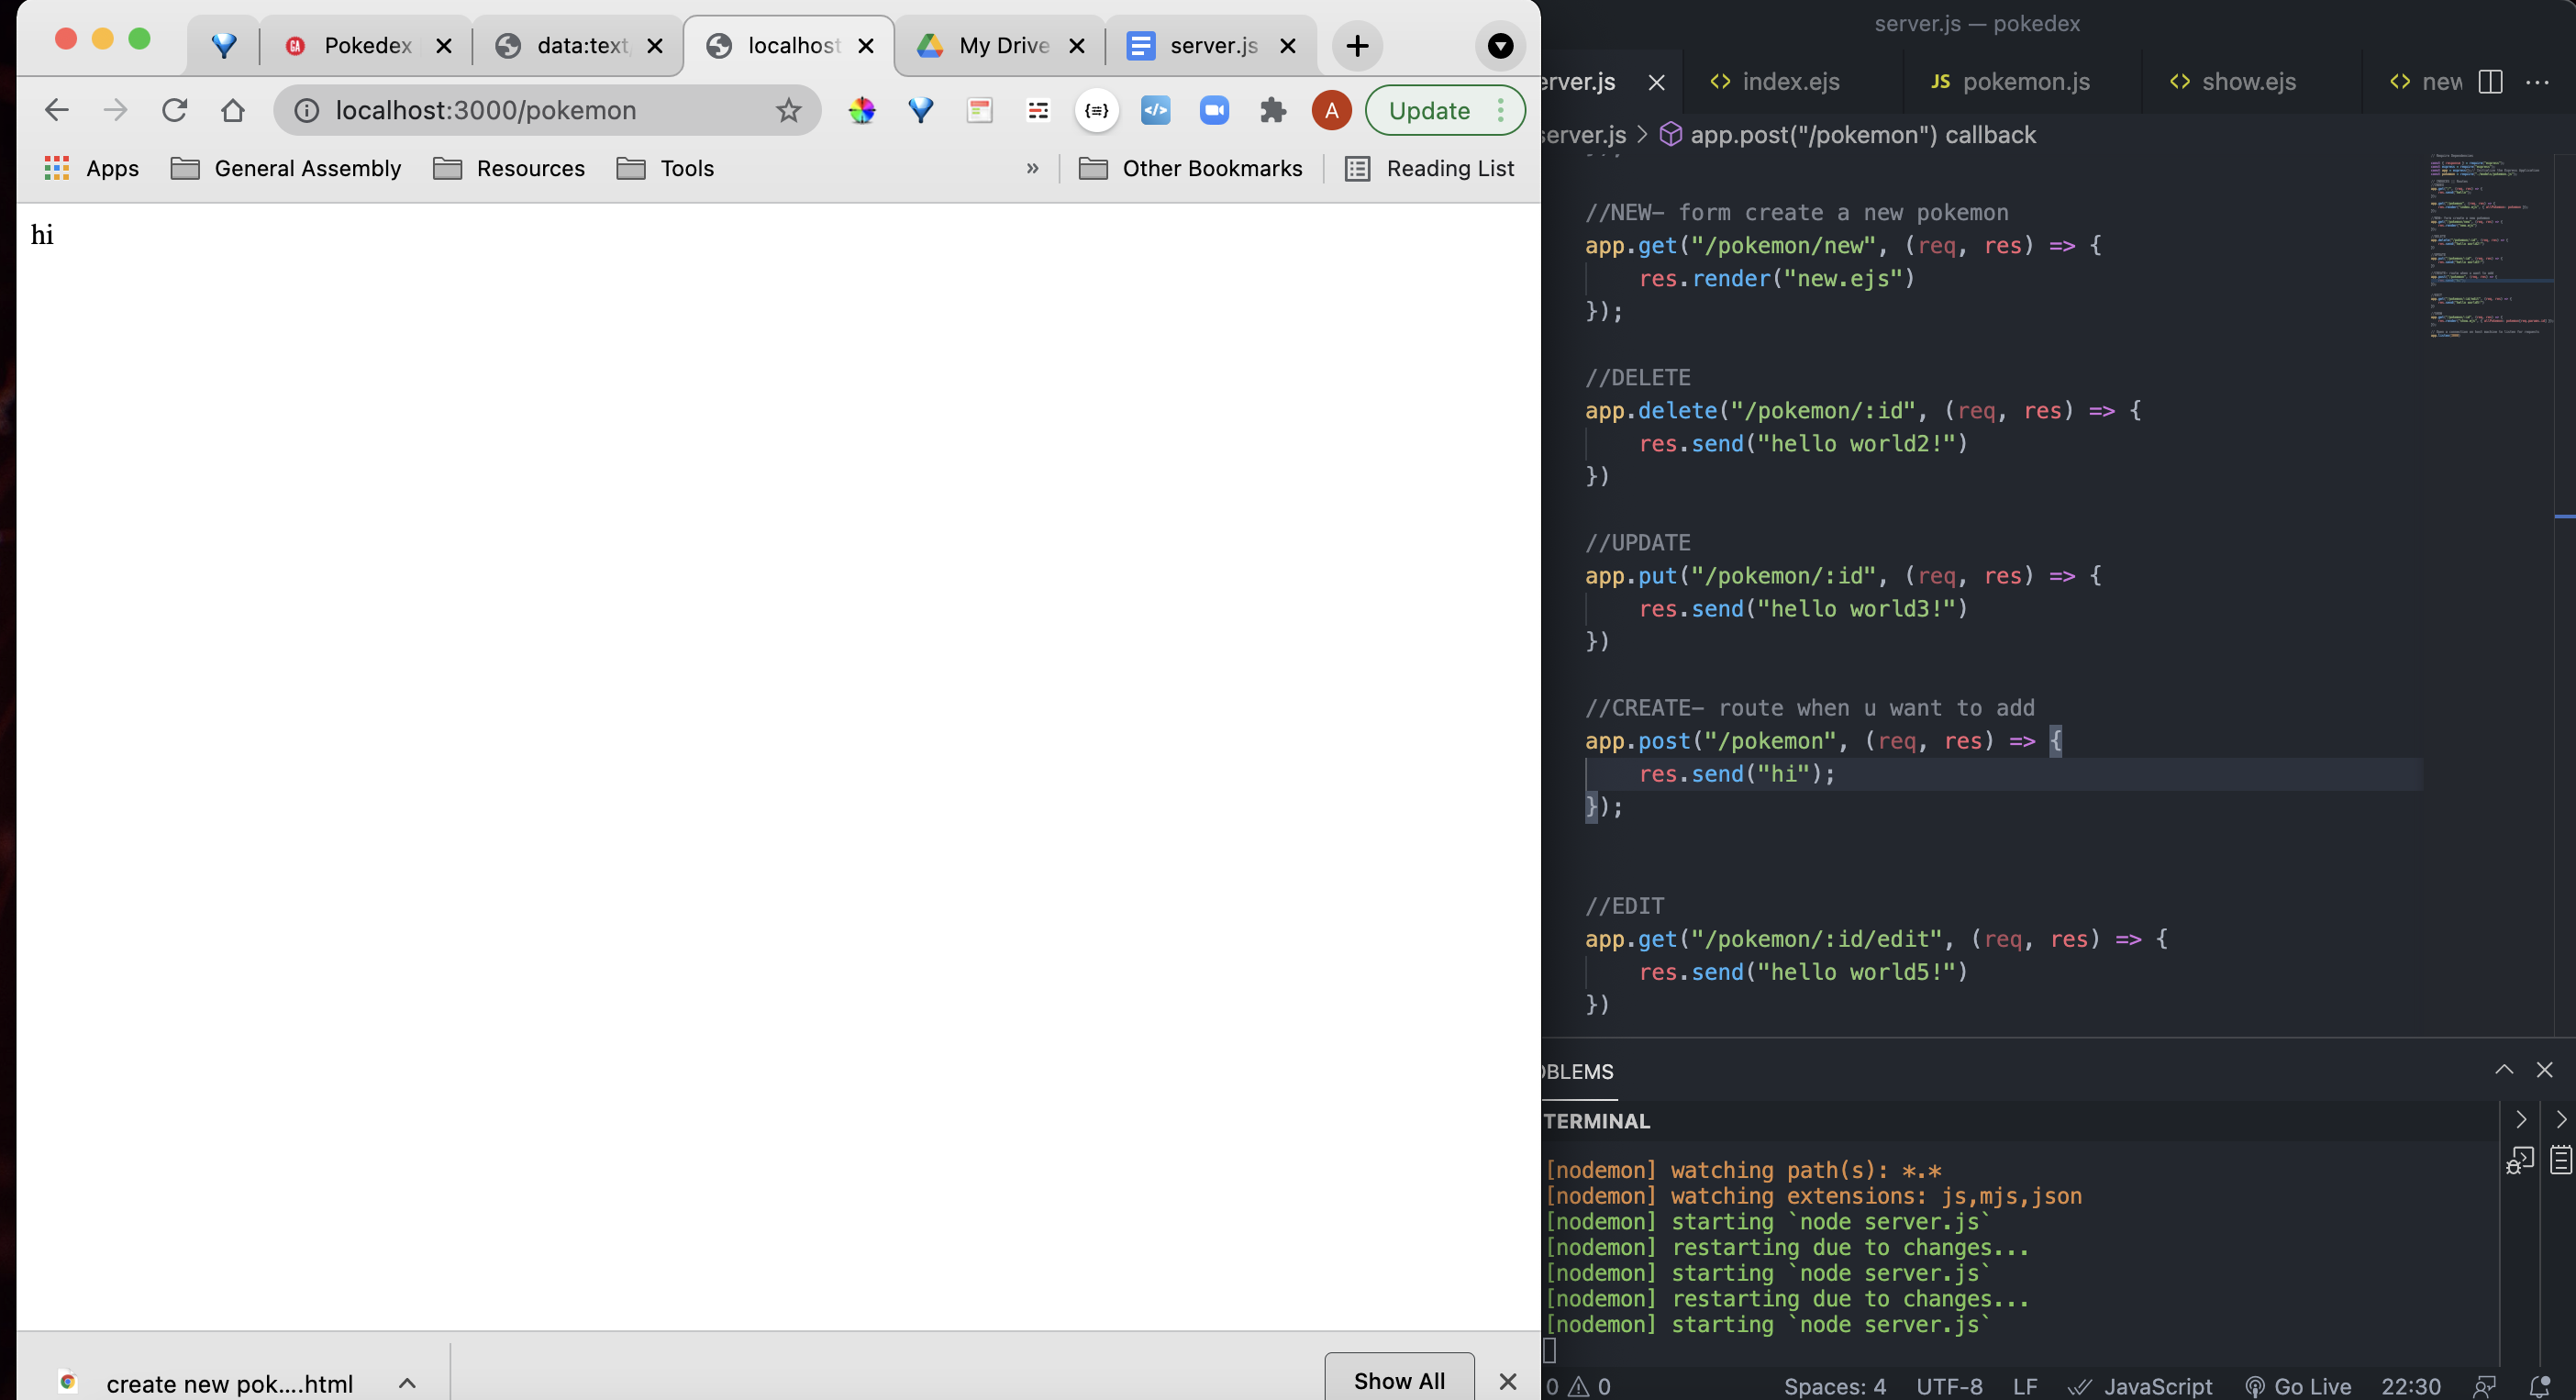 Pokedex
data:text
localhost
My Drive
server.js
localhost:3000/pokemon
A
Update
Apps
General Assembly
Resources
Tools
»
Other Bookmarks
Reading List
hi
create new pok....html
Show All
server.js — pokedex
erver.js
index.ejs
JS pokemon.js
show.ejs
new
server.js > app.post("/pokemon") callback
//NEW- form create a new pokemon
app.get("/pokemon/new", (req, res) => {
res.render("new.ejs")
});
//DELETE
app.delete("/pokemon/:id", (req, res) => {
res.send("hello world2!")
})
//UPDATE
app.put("/pokemon/:id", (req, res) => {
res.send("hello world3!")
})
//CREATE- route when u want to add
app.post("/pokemon", (req, res) => {
res.send("hi");
});
//EDIT
app.get("/pokemon/:id/edit", (req, res) => {
res.send("hello world5!")
})
OBLEMS
TERMINAL
[nodemon] watching path(s): *.*
[nodemon] watching extensions: js,mjs,json
[nodemon] starting `node server.js`
[nodemon] restarting due to changes...
[nodemon] starting `node server.js`
[nodemon] restarting due to changes...
[nodemon] starting `node server.js`
0 0 Spaces: 4 UTF-8 LF JavaScript Go Live 22:30